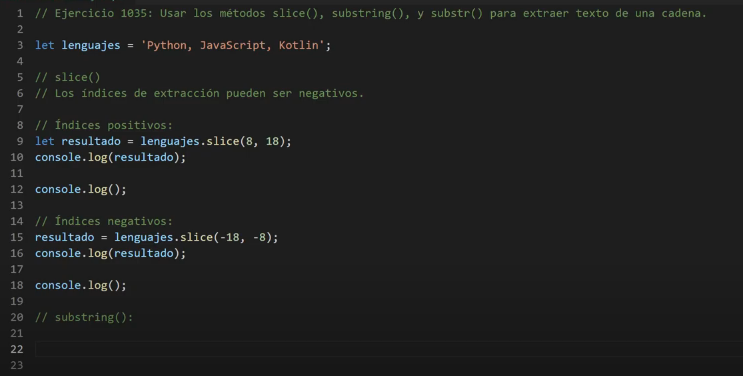 1 // Ejercicio 1035: Usar los métodos slice(), substring(), y substr() para extraer texto de una cadena.
2
3 let lenguajes = 'Python, JavaScript, Kotlin';
4
5 // slice()
6 // Los índices de extracción pueden ser negativos.
7
8 // Índices positivos:
9 let resultado = lenguajes.slice(8, 18);
10 console.log(resultado);
11
12 console.log();
13
14 // Índices negativos:
15 resultado = lenguajes.slice(-18, -8);
16 console.log(resultado);
17
18 console.log();
19
20 // substring():
21
22
23